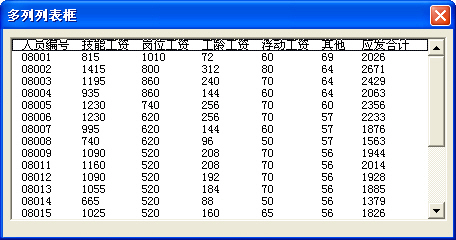 多列列表框
人员编号 技能工资 岗位工资 工龄工资 浮动工资 其他 应发合计
08001 815 1010 72 60 69 2026
08002 1415 800 312 80 64 2671
08003 1195 860 240 70 64 2429
08004 935 860 144 60 64 2063
08005 1230 740 256 70 60 2356
08006 1230 620 256 70 57 2233
08007 995 620 144 60 57 1876
08008 740 620 96 50 57 1563
08009 1090 520 208 70 56 1944
08011 1160 520 208 70 56 2014
08012 1090 520 192 70 56 1928
08013 1055 520 184 70 56 1885
08014 665 520 88 50 56 1379
08015 1025 520 160 65 56 1826